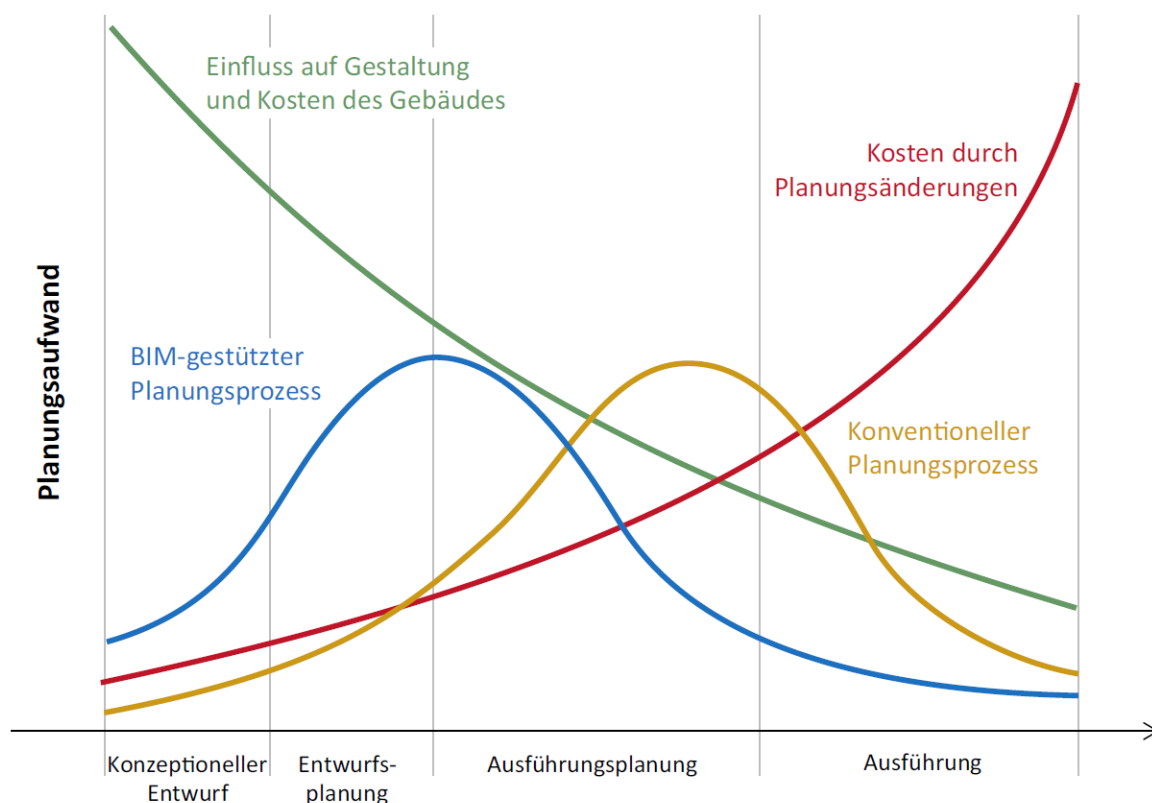 Einfluss auf Gestaltung
und Kosten des Gebäudes
Kosten durch
Planungsänderungen
BIM-gestützter
Planungsprozess
Konventioneller
Planungsprozess
Planungsaufwand
Konzeptioneller
Entwurf
Entwurfs-
planung
Ausführungsplanung
Ausführung